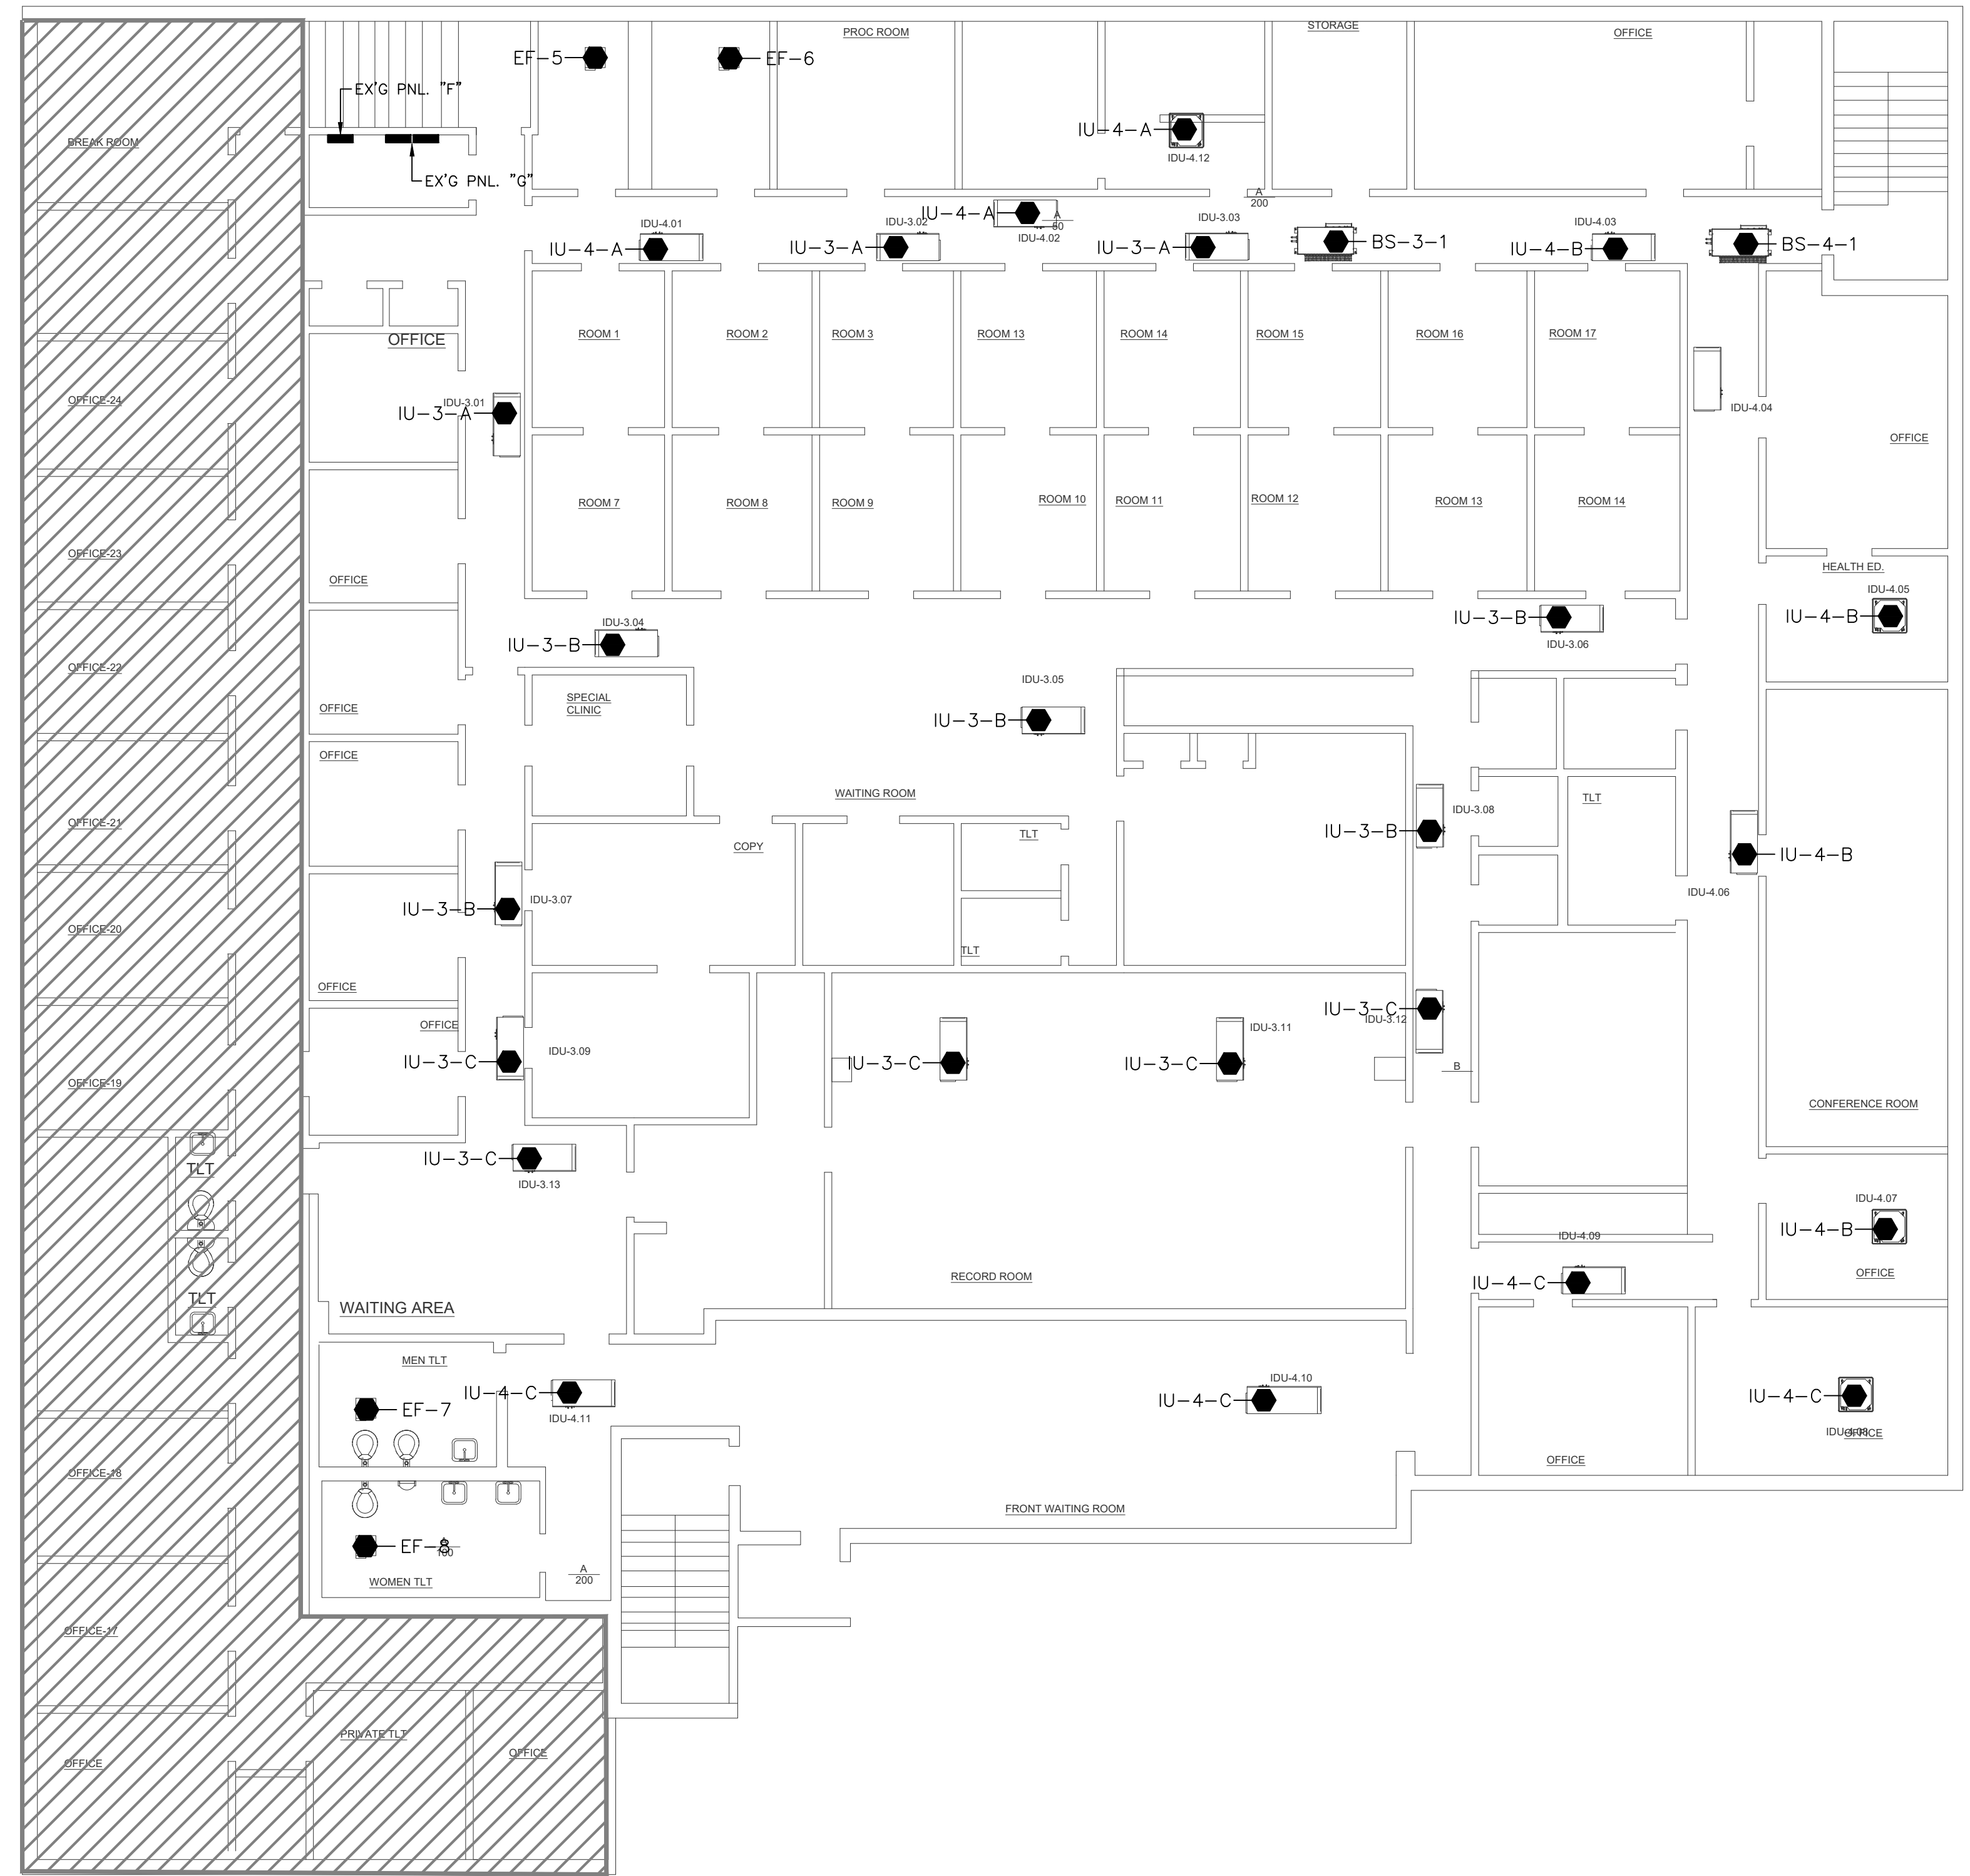 STORAGE
PROC ROOM
OFFICE
EF-5
EF-6
EX'G PNL. "F"
IU-4-A
BREAK ROOM
IDU-4.12
EX'G PNL. "G"
A
200
IDU-4.01
IDU-3.02
IU-4-A
A
60
IDU-3.03
IDU-4.03
IDU-4.02
IU-4-A
IU-3-A
IU-3-A
BS-3-1
IU-4-B
BS-4-1
OFFICE
ROOM 1
ROOM 2
ROOM 3
ROOM 13
ROOM 14
ROOM 15
ROOM 16
ROOM 17
OFFICE-24
IDU-3.01
IU-3-A
IDU-4.04
OFFICE
ROOM 7
ROOM 8
ROOM 9
ROOM 10
ROOM 11
ROOM 12
ROOM 13
ROOM 14
OFFICE-23
OFFICE
HEALTH ED.
IDU-4.05
IU-4-B
IDU-3.04
IU-3-B
IU-3-B
IDU-3.06
OFFICE-22
IDU-3.05
SPECIAL
CLINIC
OFFICE
IU-3-B
OFFICE
WAITING ROOM
TLT
IDU-3.08
OFFICE-21
IU-3-B
TLT
COPY
IU-4-B
IDU-4.06
IDU-3.07
IU-3-B
OFFICE-20
TLT
OFFICE
IU-3-C
IDU-3.12
OFFICE
IDU-3.11
IDU-3.09
IU-3-C
IU-3-C
IU-3-C
B
OFFICE-19
CONFERENCE ROOM
IU-3-C
IDU-3.13
TLT
IDU-4.07
IU-4-B
IDU-4.09
OFFICE
RECORD ROOM
IU-4-C
TLT
WAITING AREA
MEN TLT
IDU-4.10
IU-4-C
IDU-4.11
IU-4-C
IU-4-C
EF-7
IDU-4.08
OFFICE
OFFICE
OFFICE-18
FRONT WAITING ROOM
EF-8
100
A
200
WOMEN TLT
OFFICE-17
PRIVATE TLT
OFFICE
OFFICE